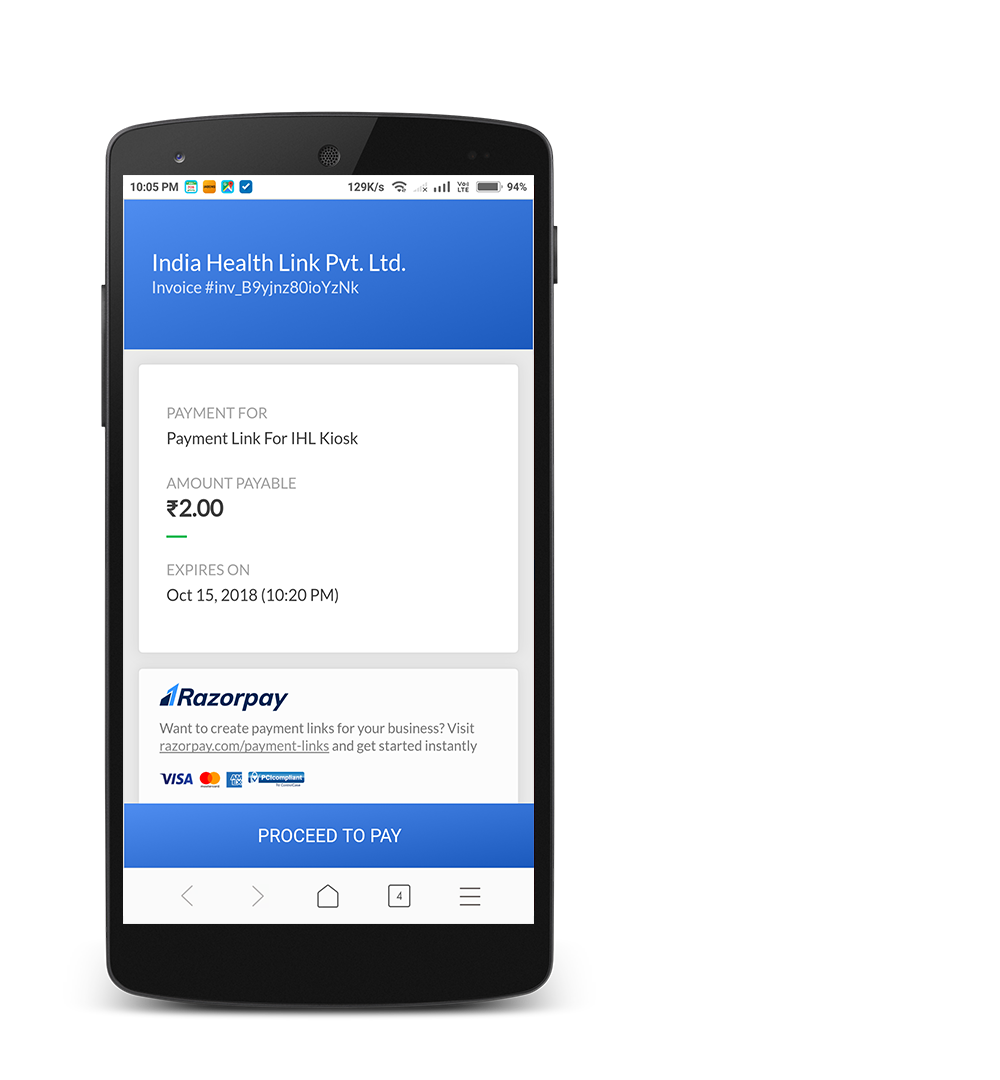 10:05 PM 129K/s Vo) LTE 94%
India Health Link Pvt. Ltd.
Invoice #inv_B9yjnz80ioYzNk
PAYMENT FOR
Payment Link For IHL Kiosk
AMOUNT PAYABLE
₹2.00
EXPIRES ON
Oct 15, 2018 (10:20 PM)
Razorpay
Want to create payment links for your business? Visit
razorpay.com/payment-links and get started instantly
VISA mastercard AM EX PCIcompliant
PROCEED TO PAY
4